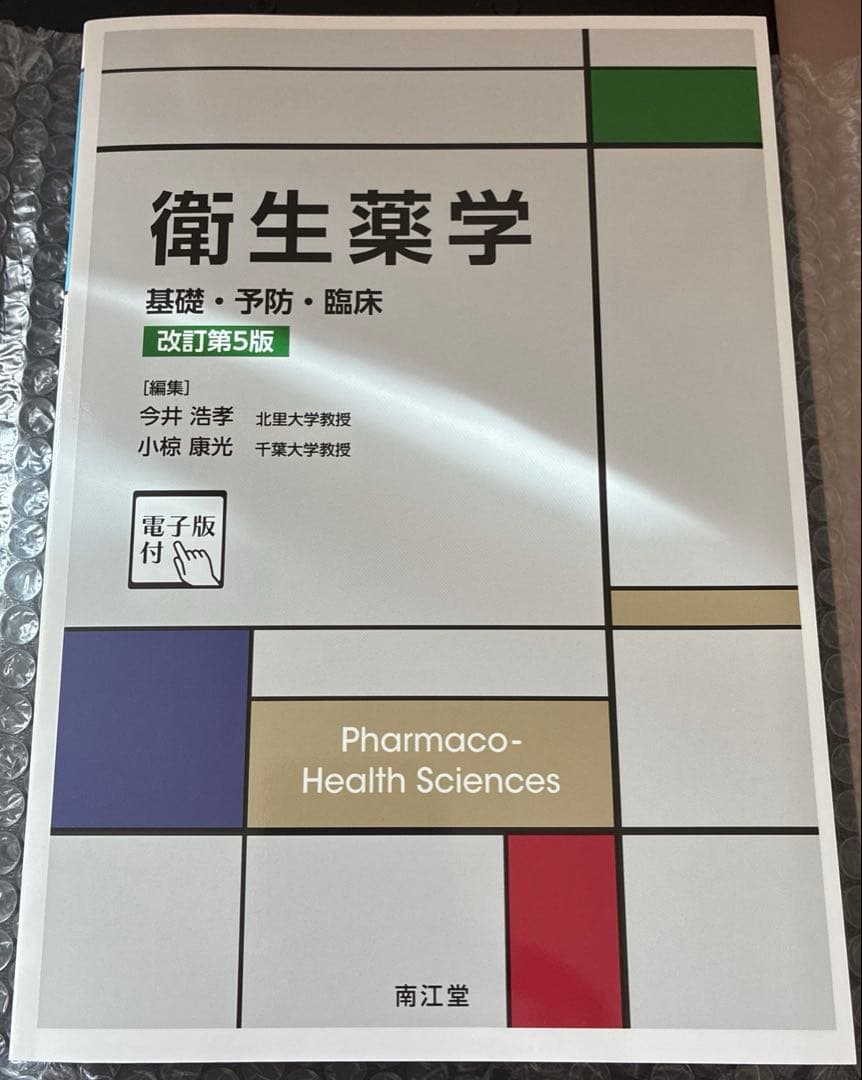 衛生薬学
基礎・予防・臨床
改訂第5版
[編集]
今井 浩孝 北里大学教授
小椋 康光 千葉大学教授
電子版
付
Pharmaco-
Health Sciences
南江堂